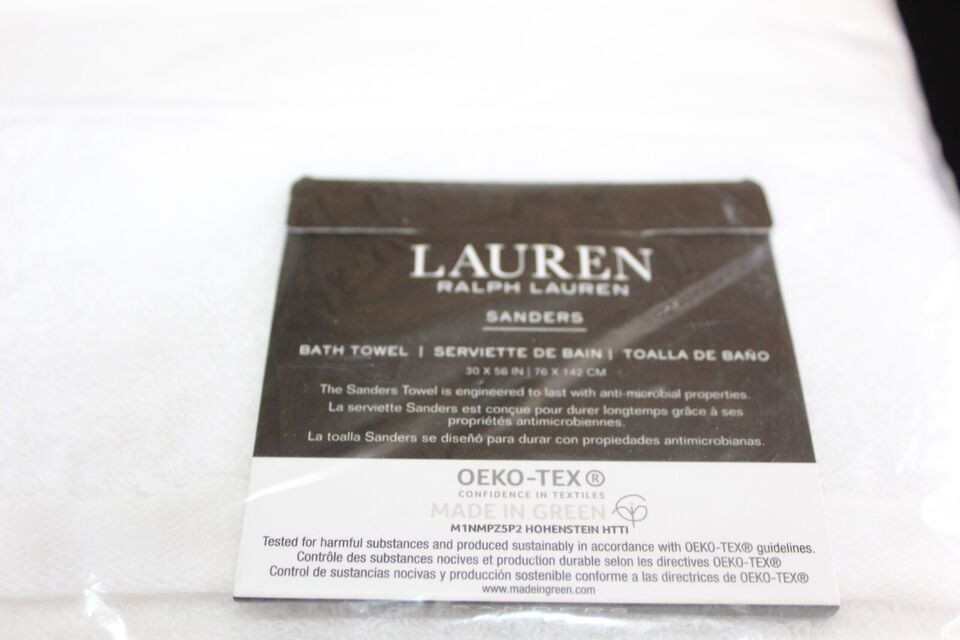 LAUREN
RALPH LAUREN
SANDERS
BATH TOWEL | SERVIETTE DE BAIN | TOALLA DE BAÑO
30 X 56 IN | 76 X 142 CM
The Sanders Towel is engineered to last with anti-microbial properties.
La serviette Sanders est conçue pour durer longtemps grâce à ses
propriétés antimicrobiennes.
La toalla Sanders se diseñó para durar con propiedades antimicrobianas.
OEKO-TEX®
CONFIDENCE IN TEXTILES
MADE IN GREEN
M1NMPZ5P2 HOHENSTEIN HTTI
Tested for harmful substances and produced sustainably in accordance with OEKO-TEX® guidelines.
Contrôle des substances nocives et production durable selon les directives OEKO-TEX®
Control de sustancias nocivas y producción sostenible conforme a las directrices de OEKO-TEX®
www.madeingreen.com